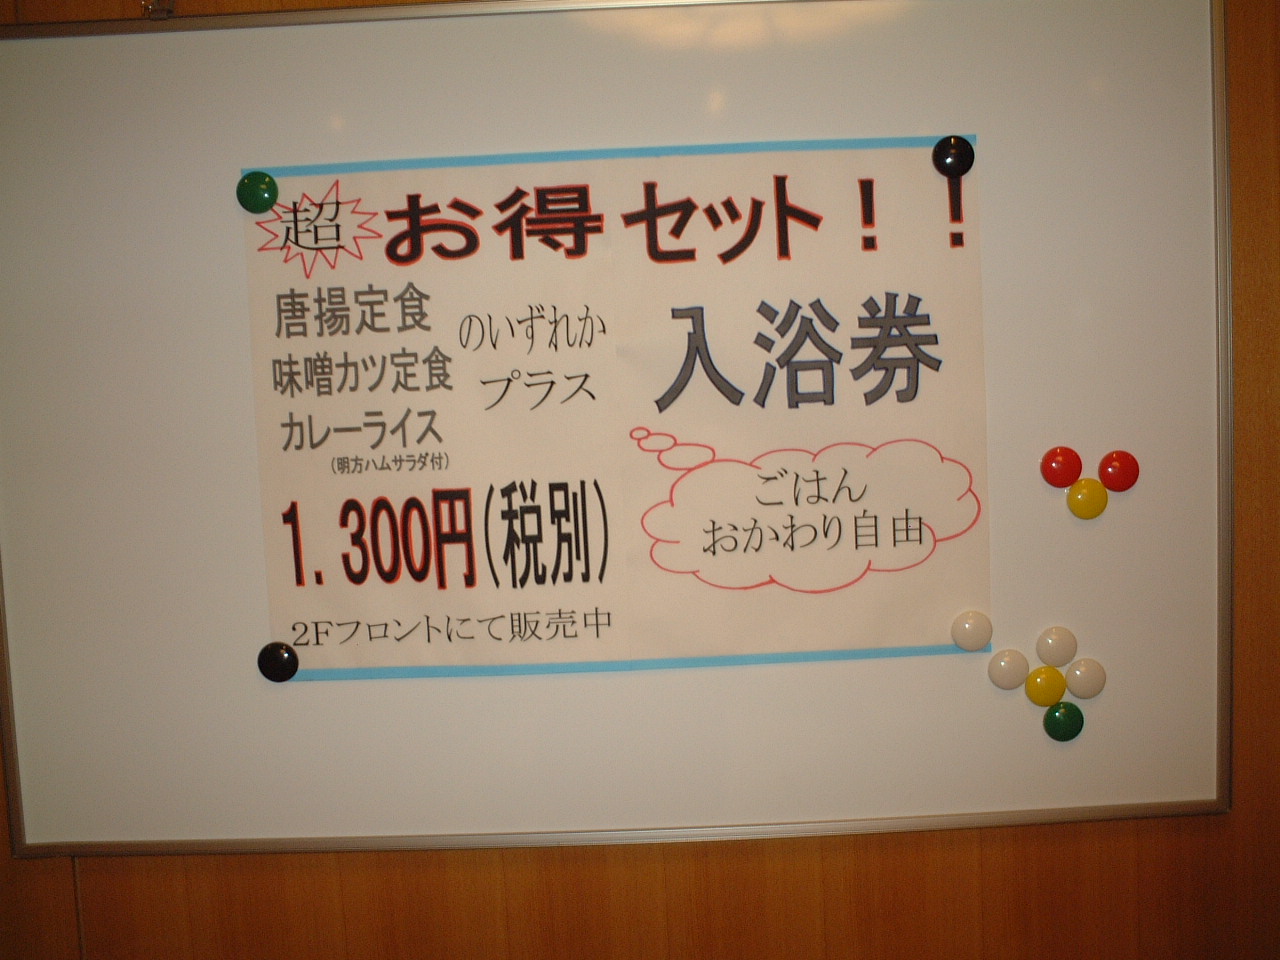 超 お得セット！！
唐揚定食
味噌カツ定食
カレーライス
（明方ハムサラダ付）
のいずれか
プラス
入浴券
1.300円（税別）
ごはん
おかわり自由
2Fフロントにて販売中